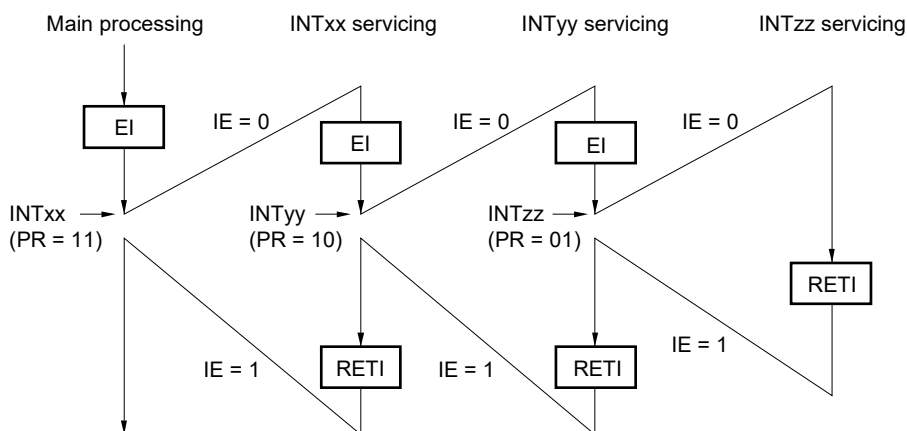 Main processing
INTxx servicing
INTyy servicing
INTzz servicing
EI
IE = 0
EI
IE = 0
EI
IE = 0
INTxx
(PR = 11)
INTyy
(PR = 10)
INTzz
(PR = 01)
RETI
IE = 1
RETI
IE = 1
RETI
IE = 1